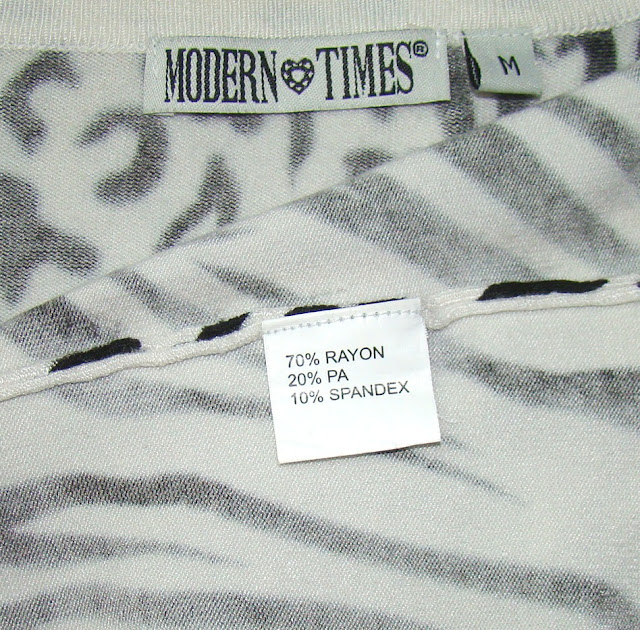 MODERN TIMES®
M
70% RAYON
20% PA
10% SPANDEX